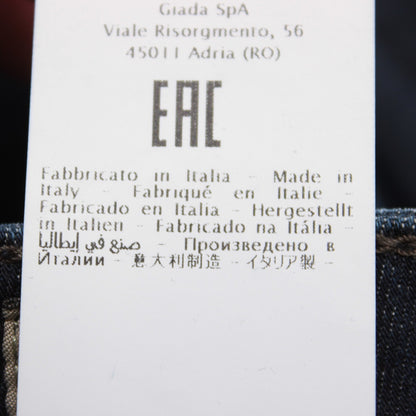 Giada SpA
Viale Risorgmento, 56
45011 Adria (RO)
EAC
Fabbricato in Italia - Made in
Italy - Fabriqué en Italie -
Fabricado en Italia - Hergestellt
in Italien - Fabricado na Itália -
صنع في إيطاليا - Произведено в
Италии - 意大利制造 - イタリア製 -